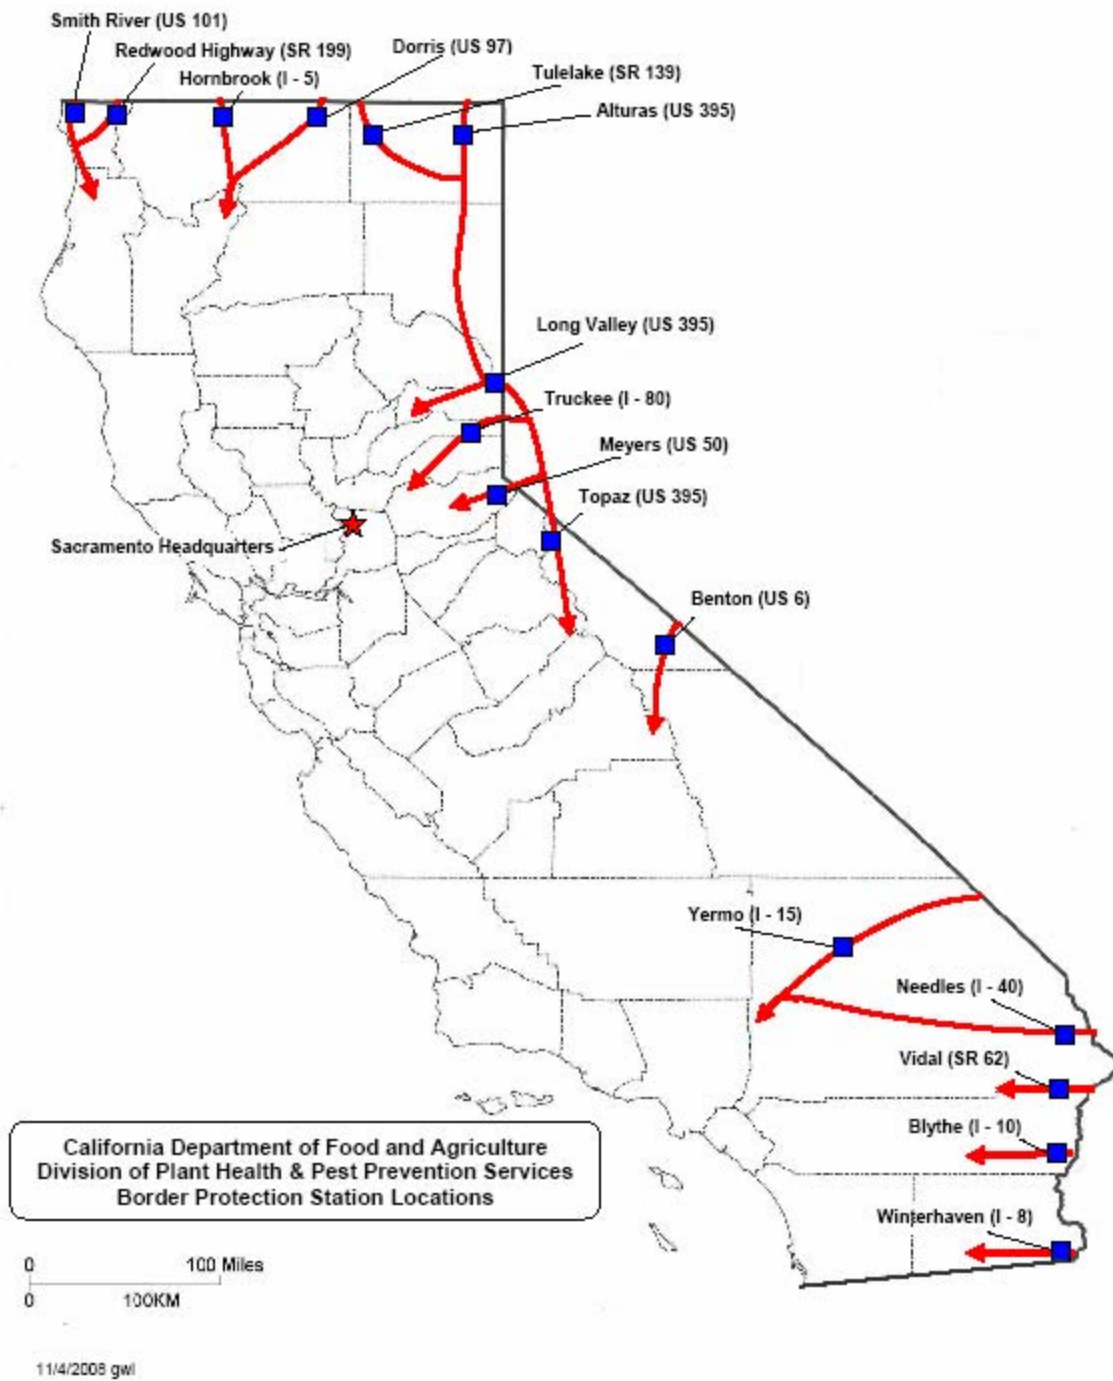 Smith River (US 101)
Redwood Highway (SR 199)
Dorris (US 97)
Hornbrook (I - 5)
Tulelake (SR 139)
Alturas (US 395)
Long Valley (US 395)
Truckee (I - 80)
Meyers (US 50)
Topaz (US 395)
Sacramento Headquarters
Benton (US 6)
Yermo (I - 15)
Needles (I - 40)
Vidal (SR 62)
Blythe (I - 10)
Winterhaven (I - 8)
California Department of Food and Agriculture
Division of Plant Health & Pest Prevention Services
Border Protection Station Locations
0 100 Miles
0 100KM
11/4/2008 gwl